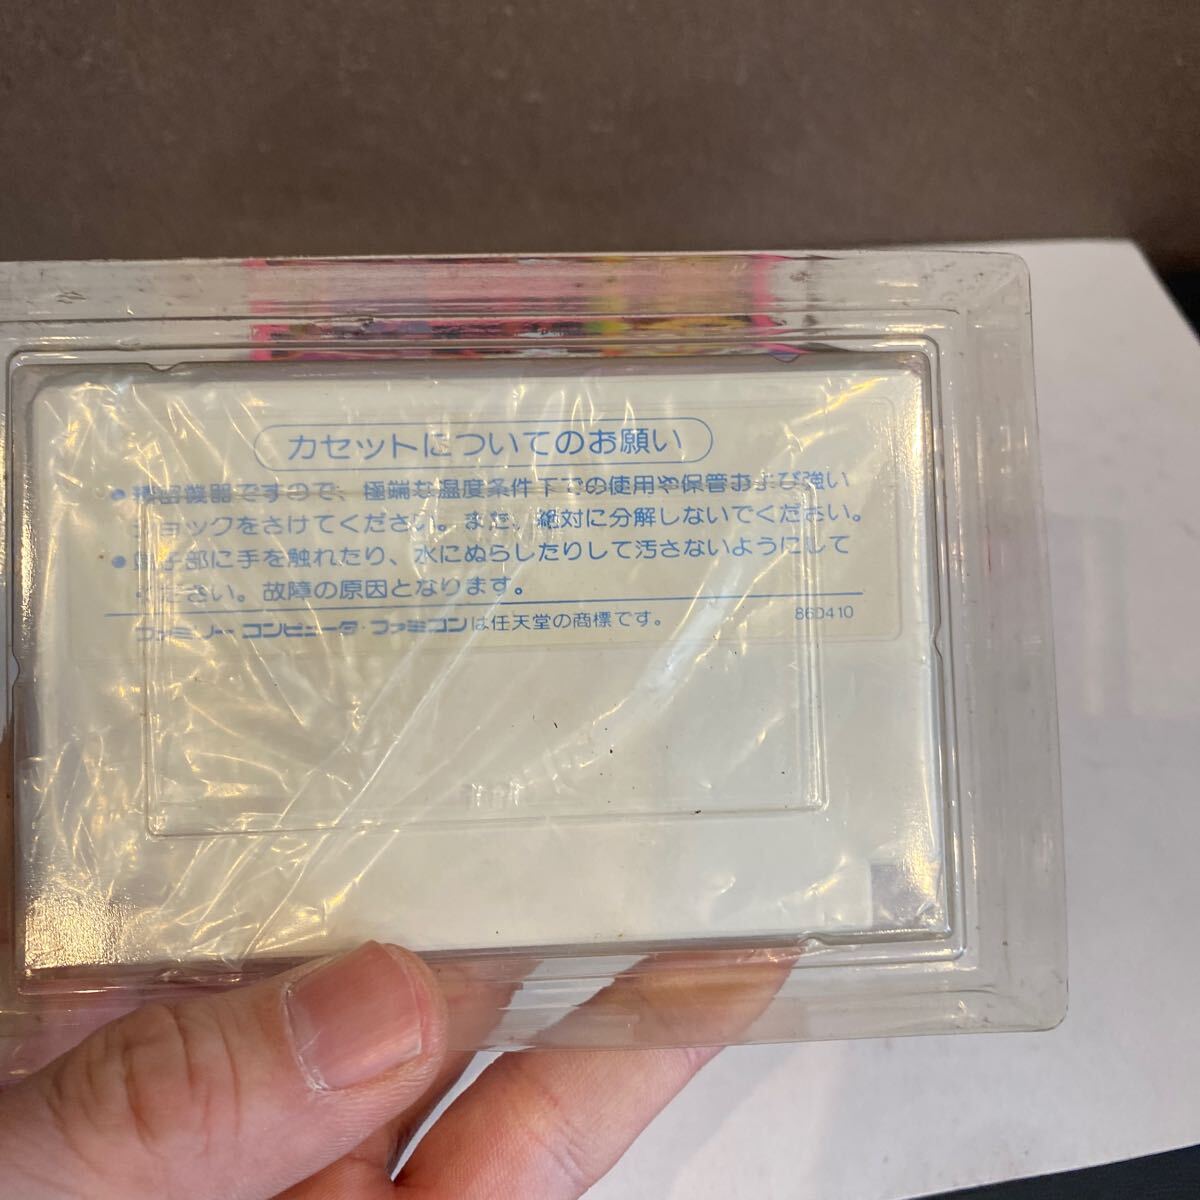 カセットについてのお願い
●精密機器ですので、極端な温度条件下での使用や保管および強い
ショックをさけてください。また、絶対に分解しないでください。
●端子部に手を触れたり、水にぬらしたりして汚さないようにして
ください。故障の原因となります。
ファミリー コンピュータ・ファミコンは任天堂の商標です。 860410